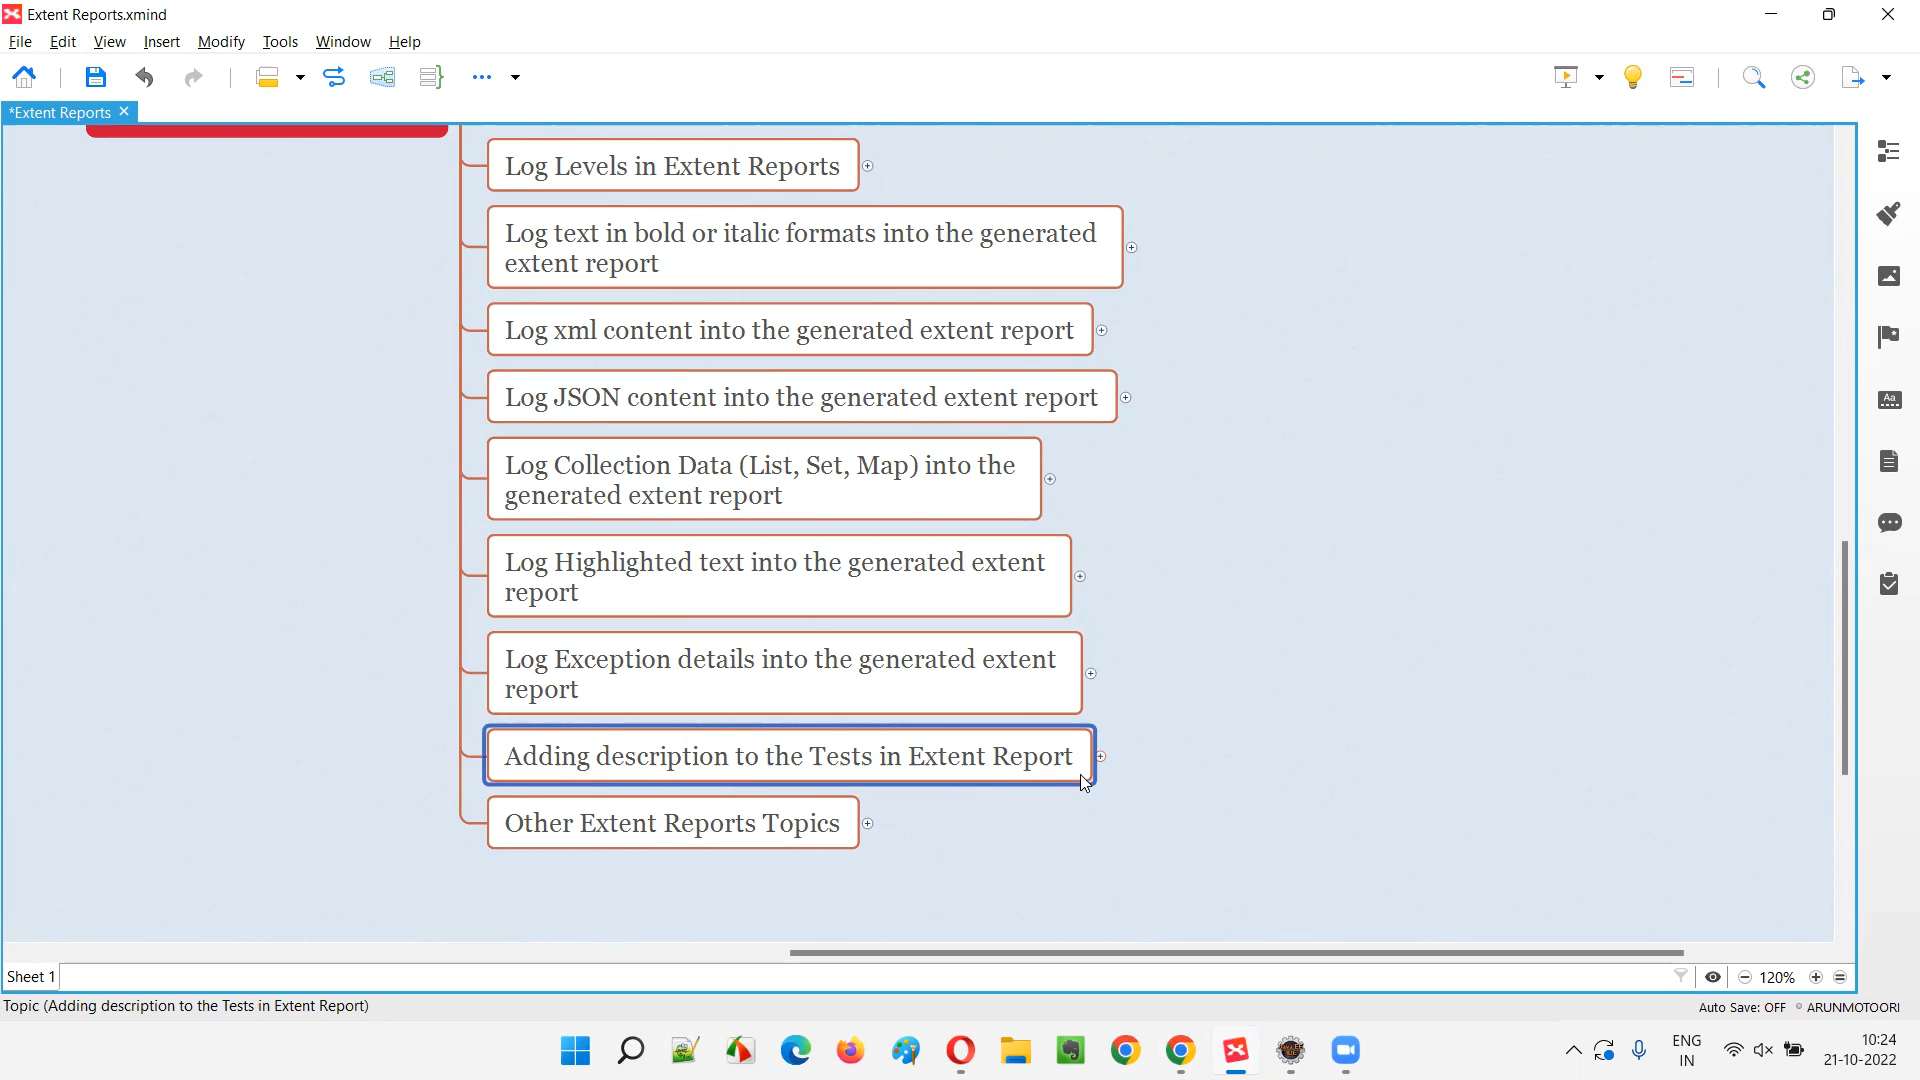 Extent Reports.xmind
File Edit View Insert Modify Tools Window Help
*Extent Reports
Log Levels in Extent Reports
Log text in bold or italic formats into the generated
extent report
Log xml content into the generated extent report
Log JSON content into the generated extent report
Log Collection Data (List, Set, Map) into the
generated extent report
Log Highlighted text into the generated extent
report
Log Exception details into the generated extent
report
Adding description to the Tests in Extent Report
Other Extent Reports Topics
Aa
Sheet 1
120%
Topic (Adding description to the Tests in Extent Report)
Auto Save: OFF ARUNMOTOORI
ENG
IN
10:24
21-10-2022